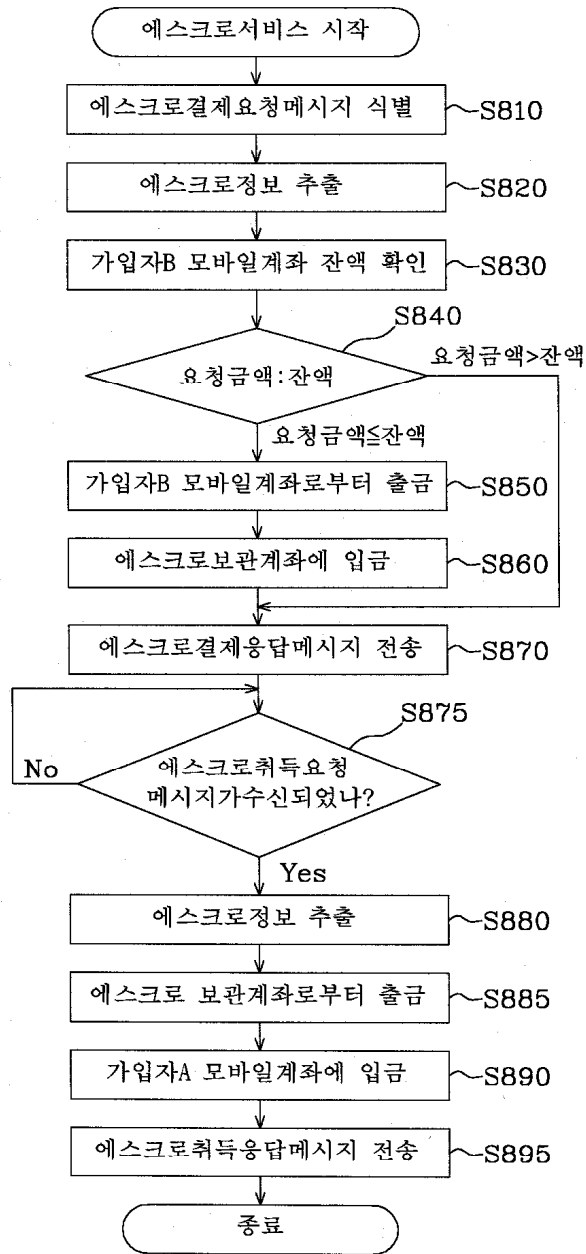 에스크로서비스 시작
에스크로결제요청메시지 식별
S810
에스크로정보 추출
S820
가입자B 모바일계좌 잔액 확인
S830
S840
요청금액:잔액
요청금액>잔액
요청금액≦잔액
가입자B 모바일계좌로부터 출금
S850
에스크로보관계좌에 입금
S860
에스크로결제응답메시지 전송
S870
S875
No
에스크로취득요청
메시지가수신되었나?
Yes
에스크로정보 추출
S880
에스크로 보관계좌로부터 출금
S885
가입자A 모바일계좌에 입금
S890
에스크로취득응답메시지 전송
S895
종료